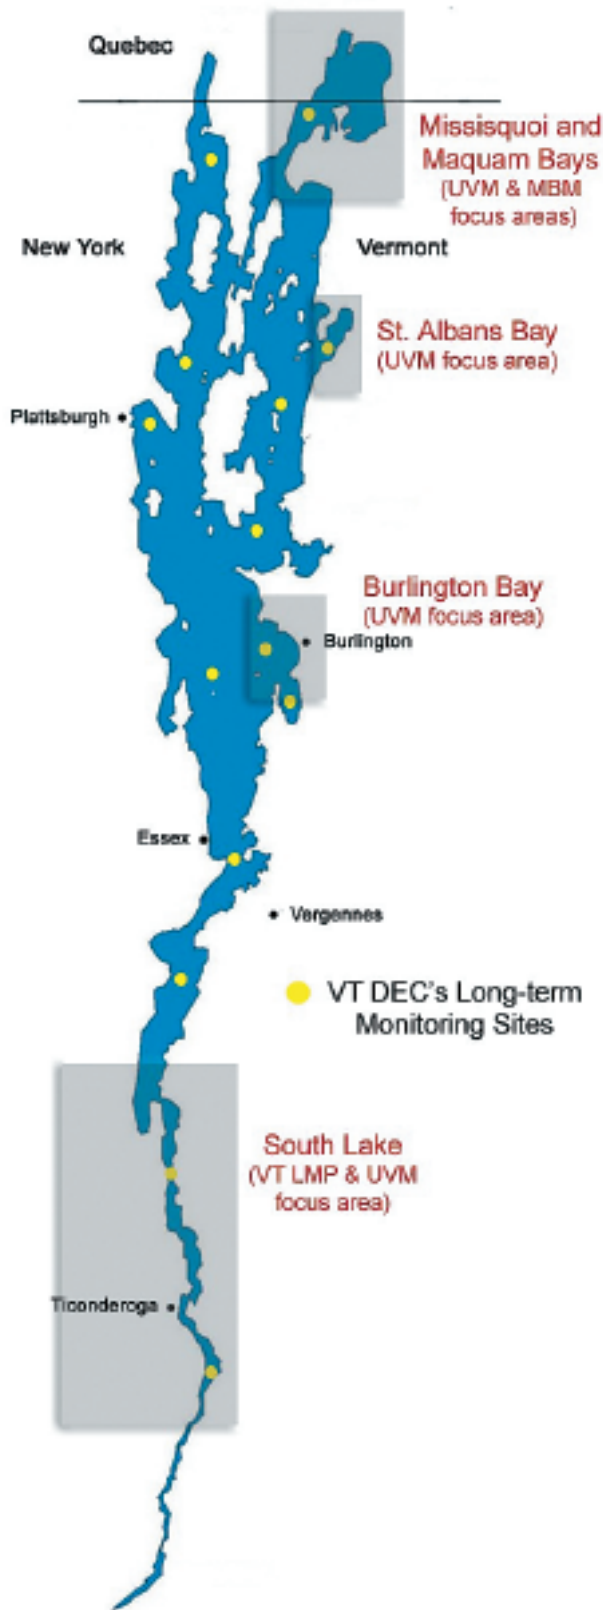 Quebec
Missisquoi and
Maquam Bays
(UVM & MBM
focus areas)
New York
Vermont
St. Albans Bay
(UVM focus area)
Plattsburgh
Burlington Bay
(UVM focus area)
Burlington
Essex
Vergennes
VT DEC's Long-term
Monitoring Sites
South Lake
(VT LMP & UVM
focus area)
Ticonderoga